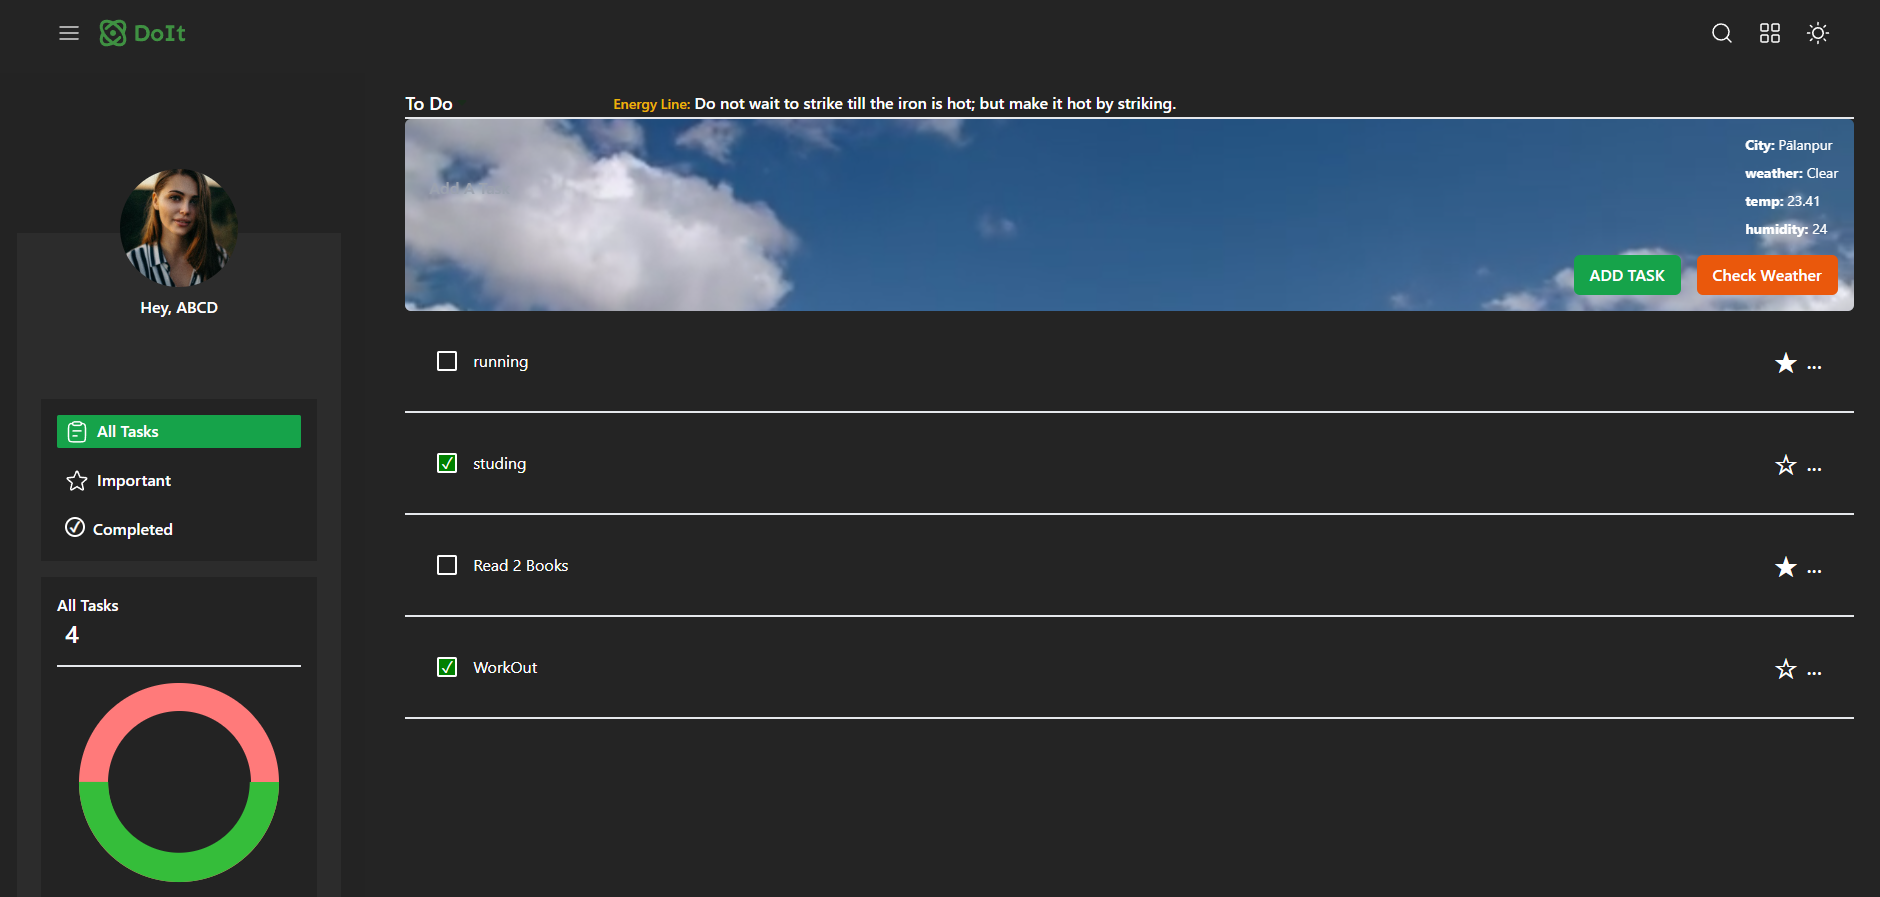 DoIt
To Do
Energy Line: Do not wait to strike till the iron is hot; but make it hot by striking.
City: Pālanpur
weather: Clear
temp: 23.41
humidity: 24
ADD TASK
Check Weather
Hey, ABCD
All Tasks
Important
Completed
All Tasks
4
running
...
studing
...
Read 2 Books
...
WorkOut
...